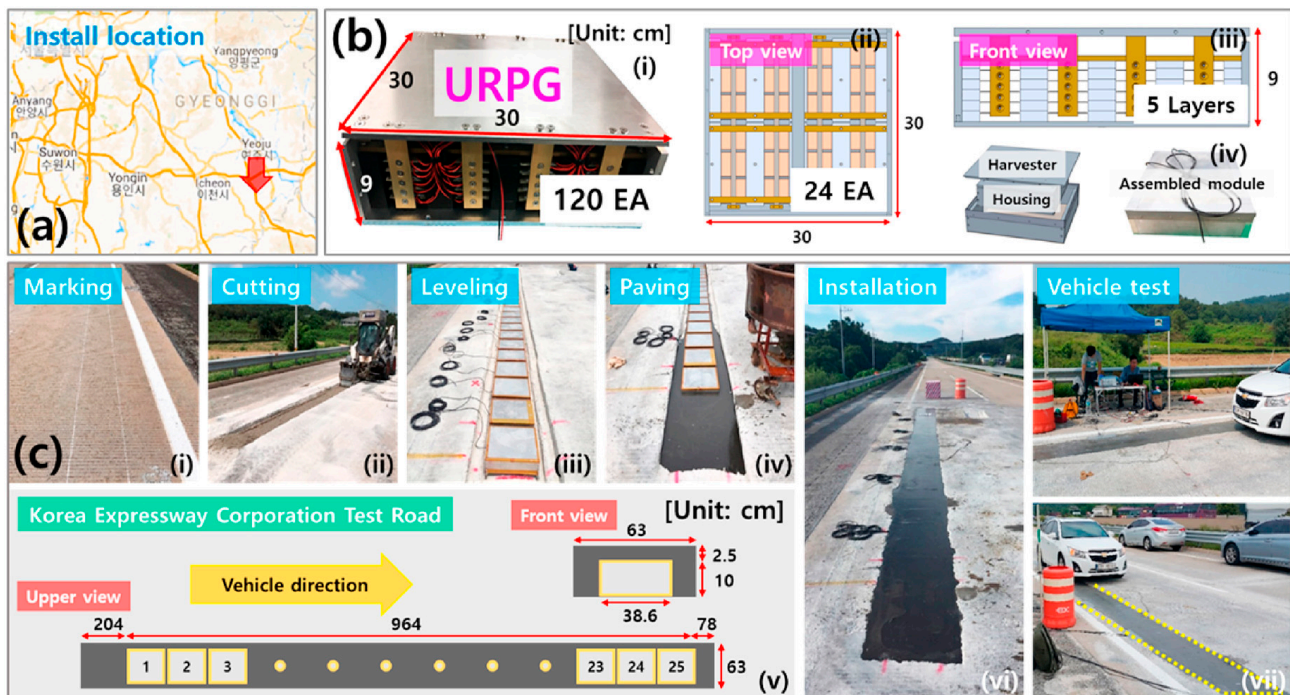 (a)
Install location
Yangpyeong
양평군
GYEONGGI
Anyang
안양시
Suwon
수원시
Yongin
용인시
Icheon
이천시
Yeoju
(b)
[Unit: cm]
(i)
URPG
30
30
9
120 EA
Top view
(ii)
24 EA
30
30
Front view
(iii)
5 Layers
9
(iv)
Harvester
Housing
Assembled module
(c)
Marking
(i)
Cutting
(ii)
Leveling
(iii)
Paving
(iv)
Installation
(vi)
Vehicle test
(vii)
Korea Expressway Corporation Test Road
[Unit: cm]
Front view
63
2.5
10
38.6
Vehicle direction
Upper view
204
964
78
1
2
3
23
24
25
63
(v)